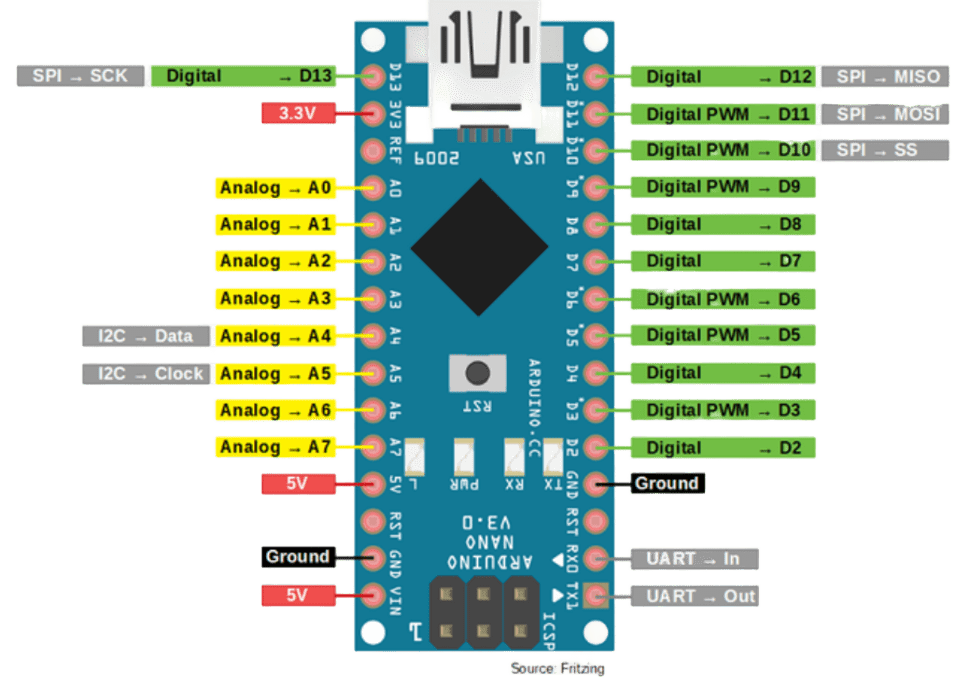 SPI → SCK Digital → D13 D13 D12 Digital → D12 SPI → MISO
3.3V 3V3 D11 Digital PWM → D11 SPI → MOSI
REF 2009 USA D10 Digital PWM → D10 SPI → SS
Analog → A0 A0 D9 Digital PWM → D9
Analog → A1 A1 D8 Digital → D8
Analog → A2 A2 D7 Digital → D7
Analog → A3 A3 D6 Digital PWM → D6
I2C → Data Analog → A4 A4 D5 Digital PWM → D5
I2C → Clock Analog → A5 A5 D4 Digital → D4
RST
ARDUINO.CC
Analog → A6 A6 D3 Digital PWM → D3
Analog → A7 A7 D2 Digital → D2
5V 5V L PWR RX TX GND Ground
RST RST
V3.0
NANO
ARDUINO
Ground GND RX0 UART → In
5V VIN TX1 UART → Out
1 ICSP
Source: Fritzing